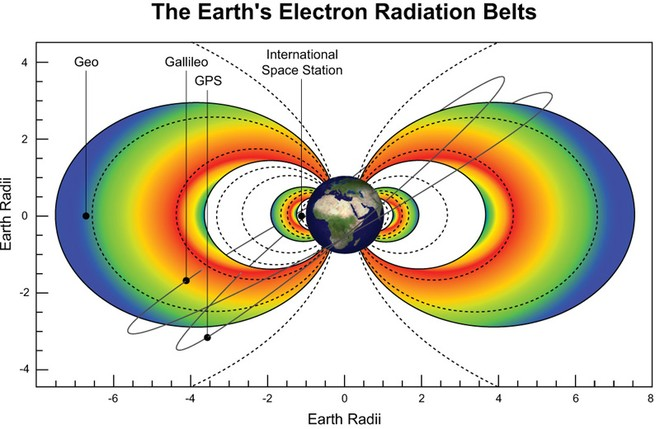 The Earth's Electron Radiation Belts
International
Geo
Gallileo
Space Station
GPS
4
2
0
-2
-4
Earth Radii
-6
-4
-2
0
2
4
6
8
Earth Radii